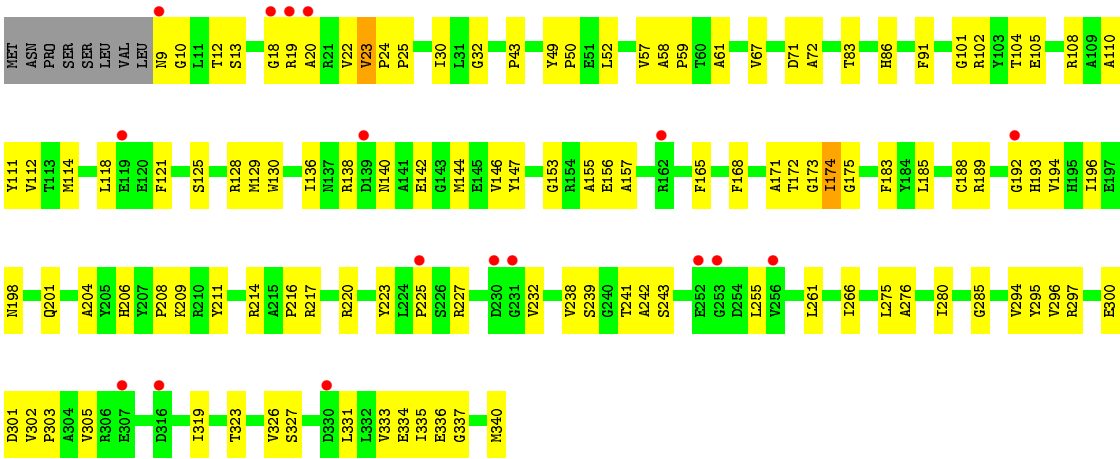 MET ASN PRO SER SER LEU VAL LEU N9 G10 L11 T12 S13 G18 R19 A20 R21 V22 V23 P24 P25 I30 L31 G32 P43 Y49 P50 E51 L52 V57 A58 P59 T60 A61 V67 D71 A72 T83 H86 F91 G101 R102 Y103 T104 E105 R108 A109 A110
Y111 V112 T113 M114 L118 E119 E120 F121 S125 R128 M129 W130 I136 N137 R138 D139 N140 A141 E142 G143 M144 E145 V146 Y147 G153 R154 A155 E156 A157 R162 F165 F168 A171 T172 G173 I174 G175 F183 Y184 L185 C188 R189 G192 H193 V194 H195 I196 E197
N198 Q201 A204 Y205 H206 Y207 P208 K209 R210 Y211 R214 A215 P216 R217 R220 Y223 L224 P225 S226 R227 D230 G231 V232 V238 S239 G240 T241 A242 S243 E252 G253 D254 L255 V256 L261 I266 L275 A276 I280 G285 V294 Y295 V296 R297 E300
D301 V302 P303 A304 V305 R306 E307 D316 I319 T323 V326 S327 D330 L331 L332 V333 E334 I335 E336 G337 M340